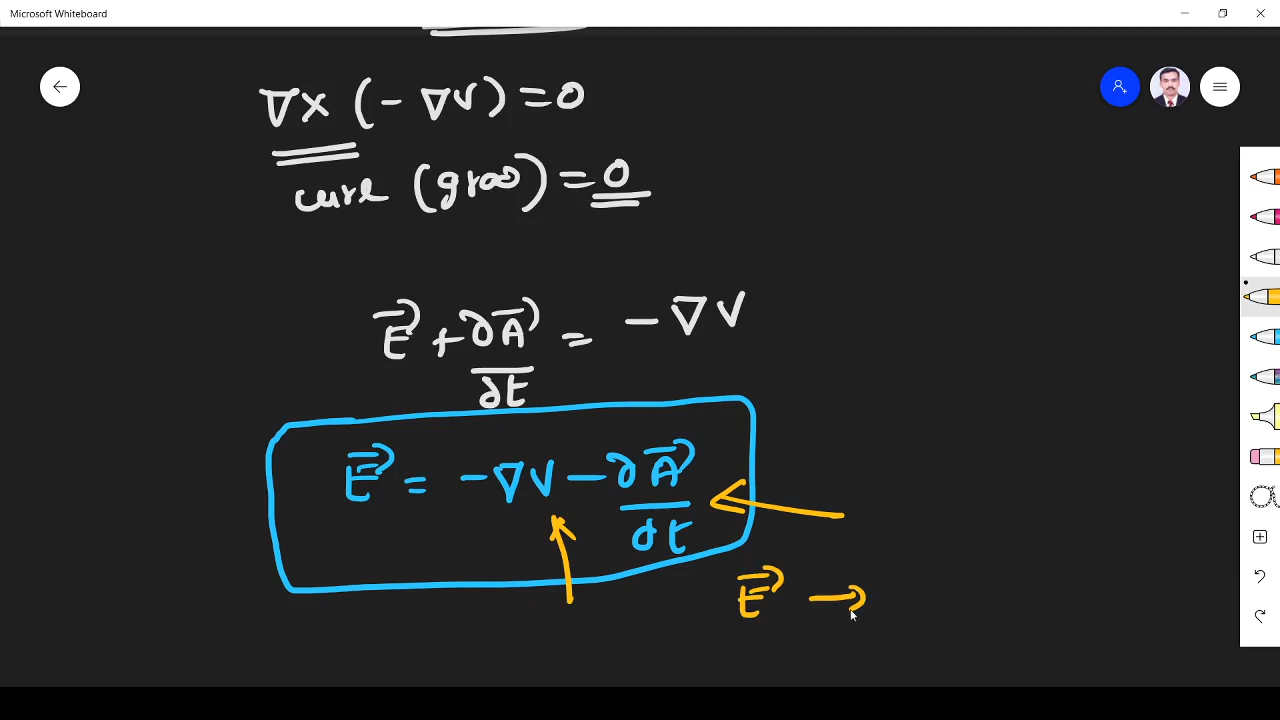 Microsoft Whiteboard
∇× (- ∇V) = 0
curl (grad) = 0
E⃗ + ∂A⃗/∂t = - ∇V
E⃗ = - ∇V - ∂A⃗/∂t
E⃗ →